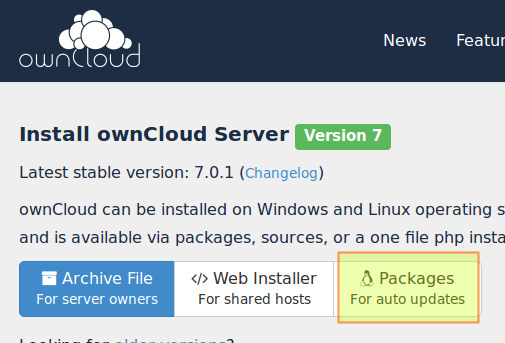 ownCloud
News Featur
Install ownCloud Server Version 7
Latest stable version: 7.0.1 (Changelog)
ownCloud can be installed on Windows and Linux operating s
and is available via packages, sources, or a one file php insta
Archive File Web Installer Packages
For server owners For shared hosts For auto updates
Looking for older versions?